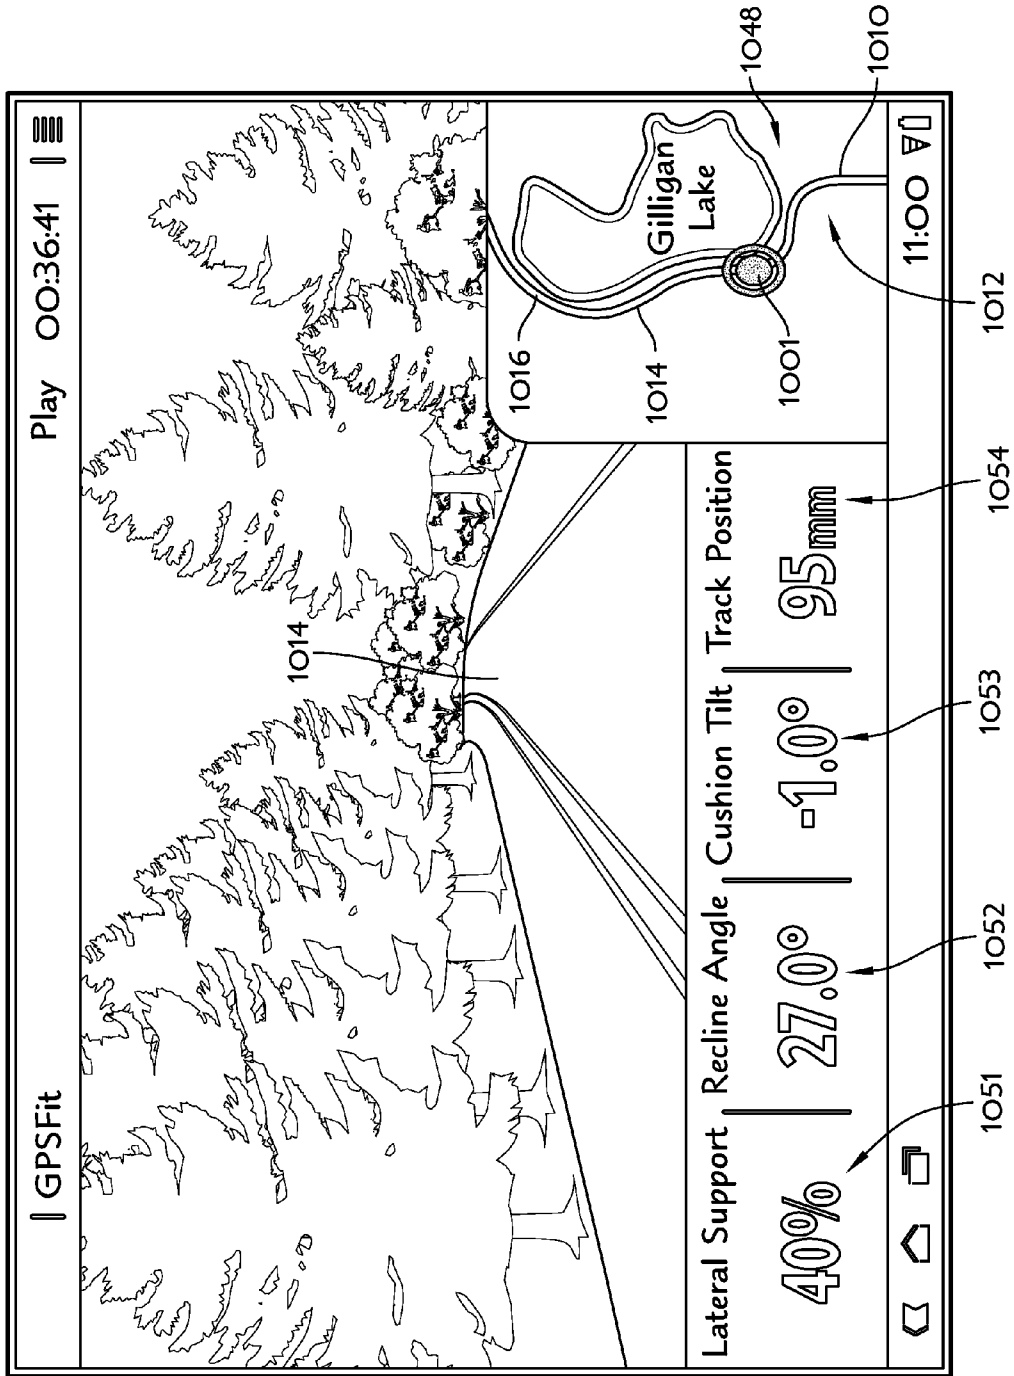 GPSFit Play 00:36:41
1014
1016
Gilligan
Lake
1014
1001
1048
1010
1012
Lateral Support Recline Angle Cushion Tilt Track Position
40% 27.0° -1.0° 95mm
11:00
1051 1052 1053 1054